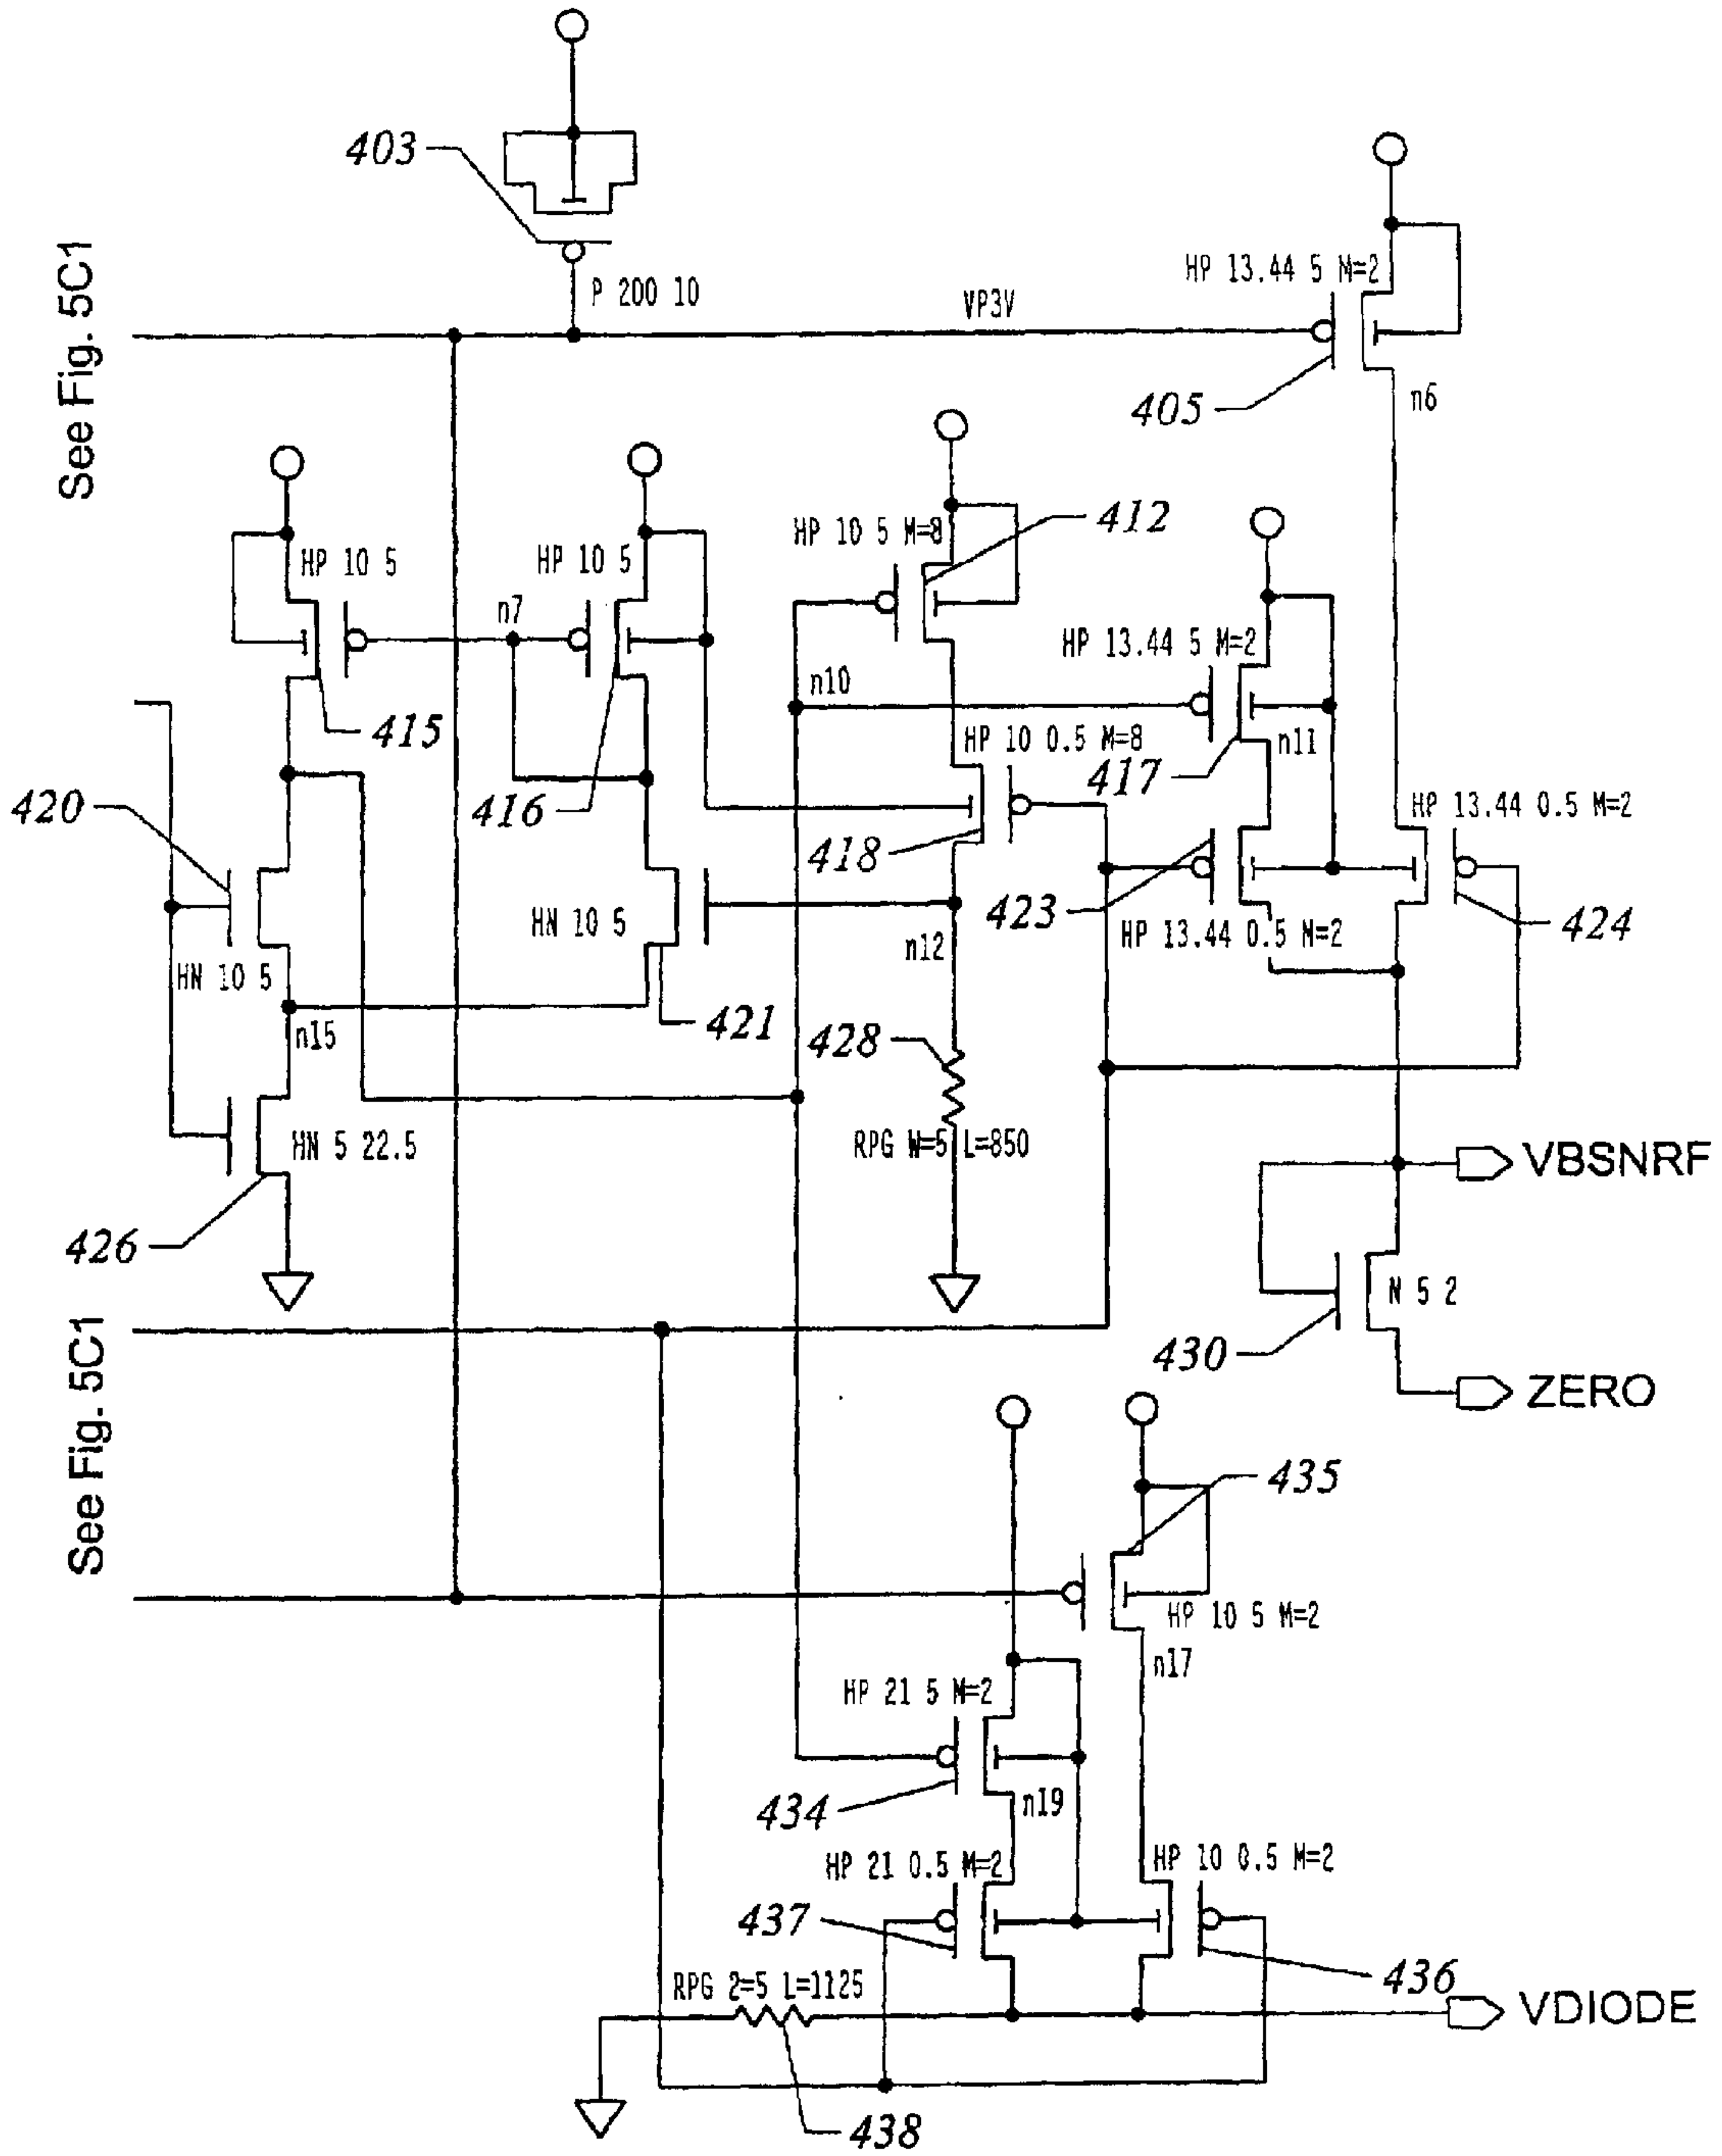 403
P 200 10
VP3V
HP 13.44 5 M=2
405
n6
See Fig. 5C1
HP 10 5
HP 10 5
n7
415
416
HP 10 5 M=8
412
n10
HP 13.44 5 M=2
n11
417
HP 10 0.5 M=8
418
HP 13.44 0.5 M=2
423
HP 13.44 0.5 M=2
424
420
HN 10 5
HN 10 5
n12
n15
421
428
RPG W=5 L=850
HN 5 22.5
426
VBSNRF
N 5 2
430
ZERO
See Fig. 5C1
435
HP 10 5 M=2
n17
HP 21 5 M=2
434
n19
HP 21 0.5 M=2
HP 10 0.5 M=2
437
436
RPG 2=5 L=1125
VDIODE
438